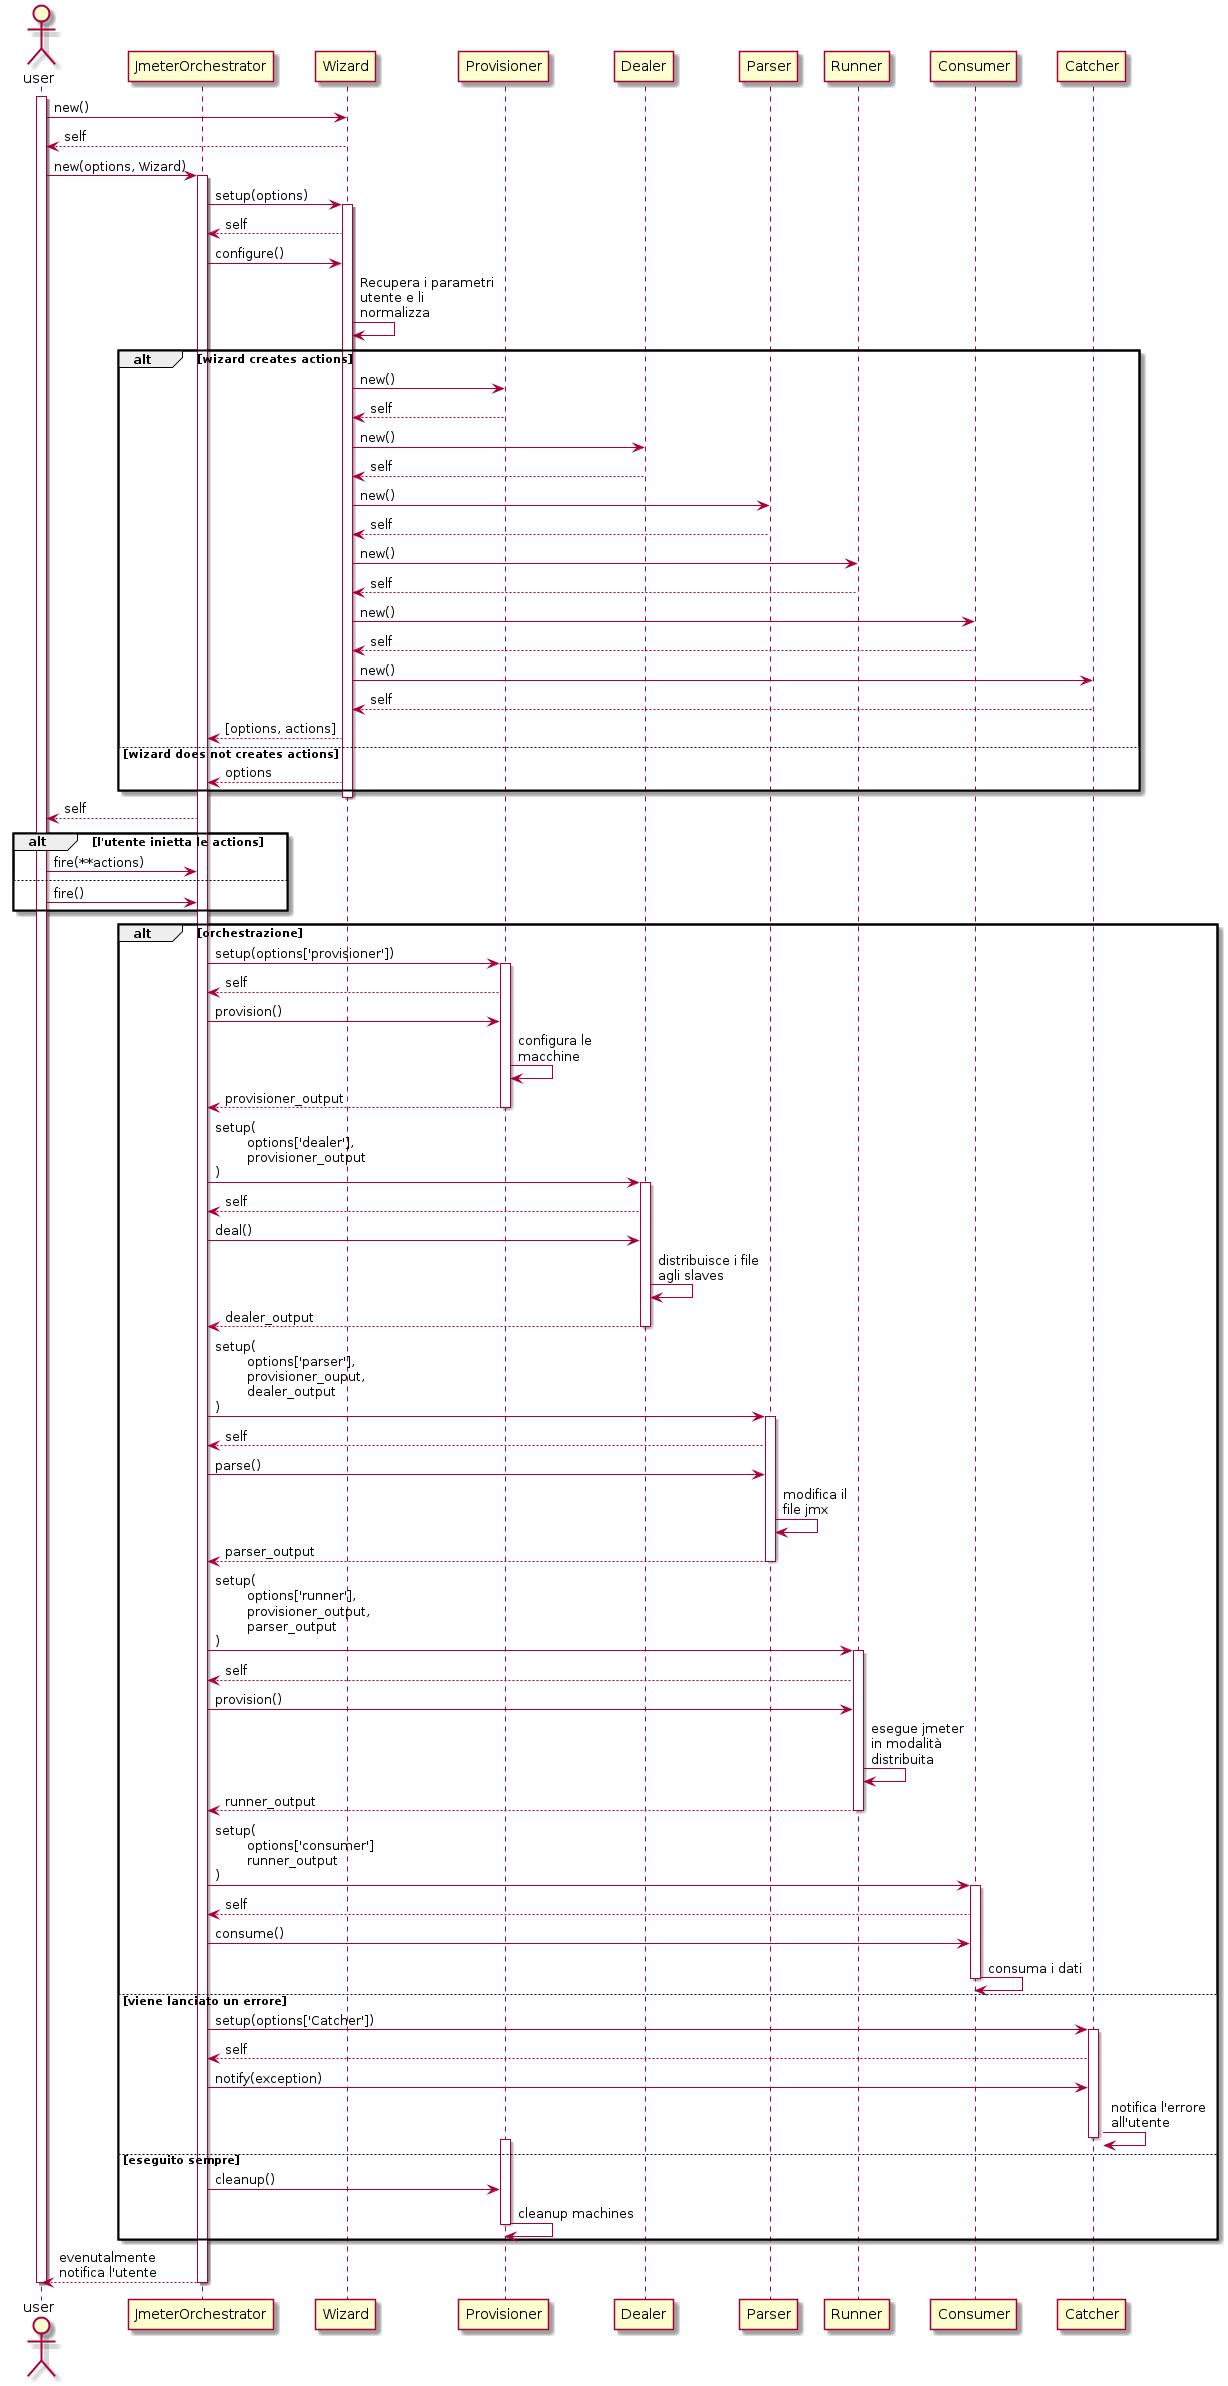 user
JmeterOrchestrator
Wizard
Provisioner
Dealer
Parser
Runner
Consumer
Catcher
new()
self
new(options, Wizard)
setup(options)
self
configure()
Recupera i parametri
utente e li
normalizza
alt
[wizard creates actions]
new()
self
new()
self
new()
self
new()
self
new()
self
new()
self
[options, actions]
[wizard does not creates actions]
options
self
alt
[l'utente inietta le actions]
fire(**actions)
fire()
alt
[orchestrazione]
setup(options['provisioner'])
self
provision()
configura le
macchine
provisioner_output
setup(
options['dealer'],
provisioner_output
)
self
deal()
distribuisce i file
agli slaves
dealer_output
setup(
options['parser'],
provisioner_ouput,
dealer_output
)
self
parse()
modifica il
file jmx
parser_output
setup(
options['runner'],
provisioner_output,
parser_output
)
self
provision()
esegue jmeter
in modalità
distribuita
runner_output
setup(
options['consumer']
runner_output
)
self
consume()
consuma i dati
[viene lanciato un errore]
setup(options['Catcher'])
self
notify(exception)
notifica l'errore
all'utente
[eseguito sempre]
cleanup()
cleanup machines
evenutalmente
notifica l'utente
user
JmeterOrchestrator
Wizard
Provisioner
Dealer
Parser
Runner
Consumer
Catcher